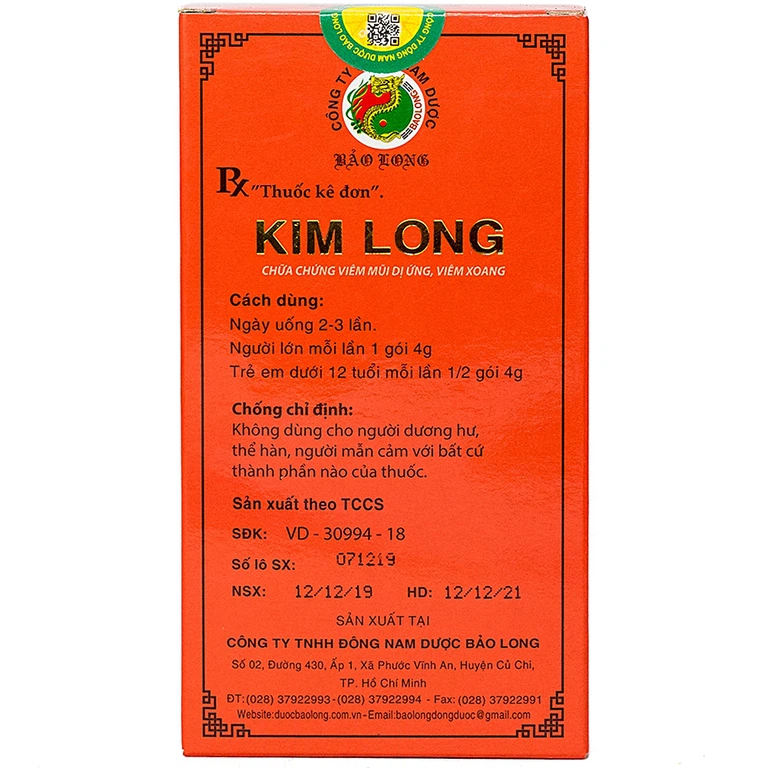 CÔNG TY ĐÔNG NAM DƯỢC BẢO LONG
CÔNG TY NAM DƯỢC
BAOLONG
BẢO LONG
Rx "Thuốc kê đơn".
KIM LONG
CHỮA CHỨNG VIÊM MŨI DỊ ỨNG, VIÊM XOANG
Cách dùng:
Ngày uống 2-3 lần.
Người lớn mỗi lần 1 gói 4g
Trẻ em dưới 12 tuổi mỗi lần 1/2 gói 4g
Chống chỉ định:
Không dùng cho người dương hư,
thể hàn, người mẫn cảm với bất cứ
thành phần nào của thuốc.
Sản xuất theo TCCS
SĐK: VD - 30994 - 18
Số lô SX: 071219
NSX: 12/12/19 HD: 12/12/21
SẢN XUẤT TẠI
CÔNG TY TNHH ĐÔNG NAM DƯỢC BẢO LONG
Số 02, Đường 430, Ấp 1, Xã Phước Vĩnh An, Huyện Củ Chi,
TP. Hồ Chí Minh
ĐT:(028) 37922993-(028) 37922994 - Fax: (028) 37922991
Website:duocbaolong.com.vn-Email:baolongdongduoc@gmail.com